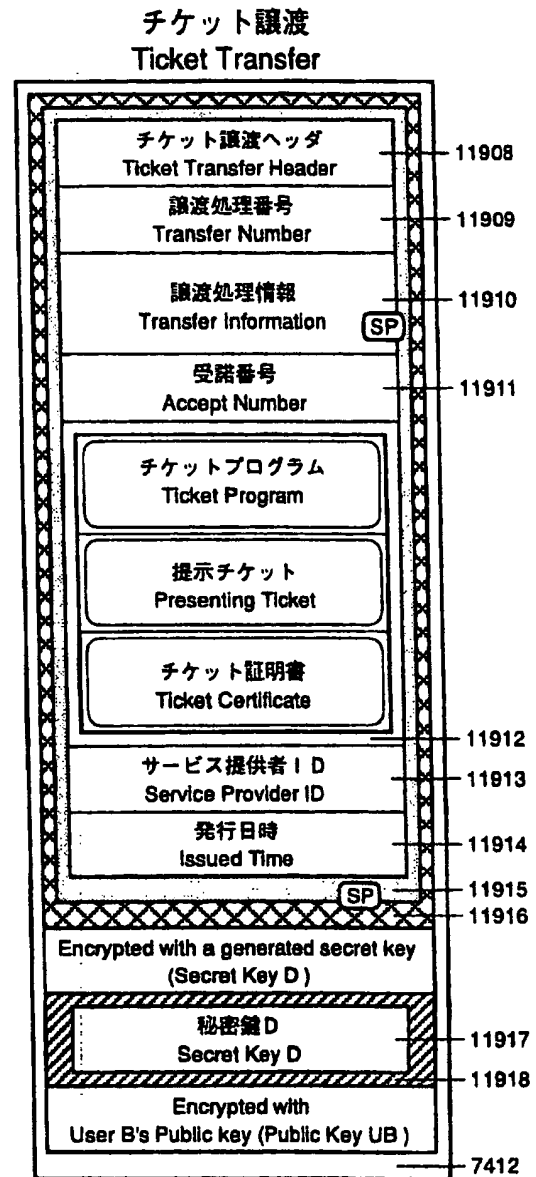 チケット譲渡
Ticket Transfer
チケット譲渡ヘッダ
Ticket Transfer Header
11908
譲渡処理番号
Transfer Number
11909
譲渡処理情報
Transfer Information
SP
11910
受諾番号
Accept Number
11911
チケットプログラム
Ticket Program
提示チケット
Presenting Ticket
チケット証明書
Ticket Certificate
11912
サービス提供者ID
Service Provider ID
11913
発行日時
Issued Time
11914
SP
11915
11916
Encrypted with a generated secret key
(Secret Key D )
秘密鍵D
Secret Key D
11917
11918
Encrypted with
User B's Public key (Public Key UB )
7412